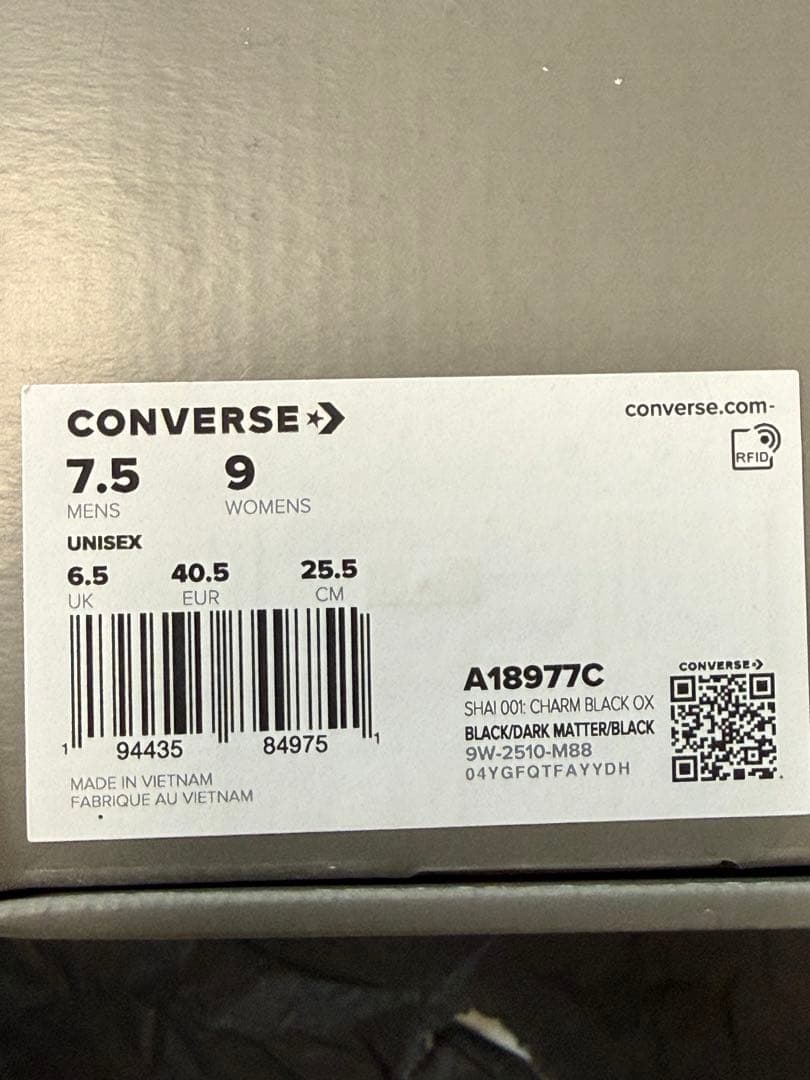 CONVERSE
converse.com-
RFID
7.5 9
MENS WOMENS
UNISEX
6.5 40.5 25.5
UK EUR CM
1 94435 84975 1
MADE IN VIETNAM
FABRIQUE AU VIETNAM
A18977C
SHAI 001: CHARM BLACK OX
BLACK/DARK MATTER/BLACK
9W-2510-M88
04YGFQTFAYYDH
CONVERSE